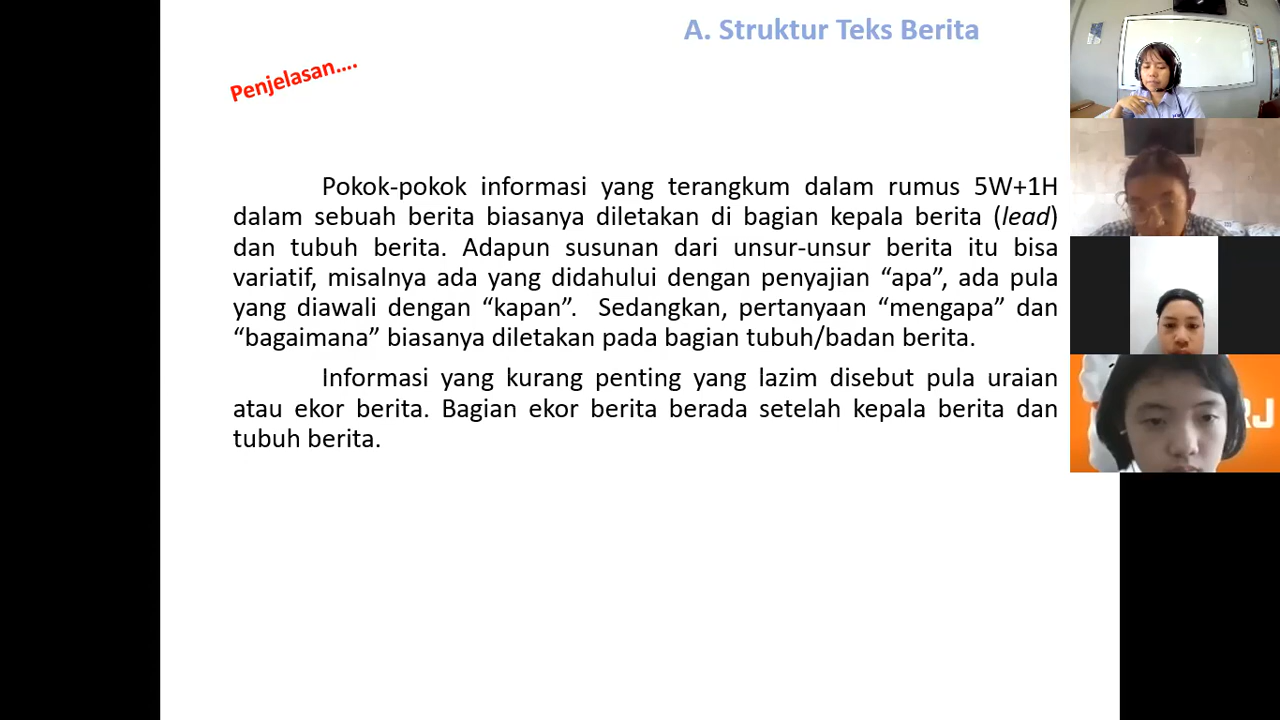 A. Struktur Teks Berita
Penjelasan....
Pokok-pokok informasi yang terangkum dalam rumus 5W+1H
dalam sebuah berita biasanya diletakan di bagian kepala berita (lead)
dan tubuh berita. Adapun susunan dari unsur-unsur berita itu bisa
variatif, misalnya ada yang didahului dengan penyajian “apa”, ada pula
yang diawali dengan “kapan”. Sedangkan, pertanyaan “mengapa” dan
“bagaimana” biasanya diletakan pada bagian tubuh/badan berita.
Informasi yang kurang penting yang lazim disebut pula uraian
atau ekor berita. Bagian ekor berita berada setelah kepala berita dan
tubuh berita.
RJ